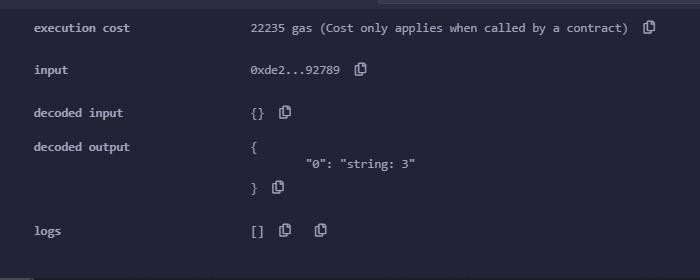 execution cost 22235 gas (Cost only applies when called by a contract)
input 0xde2...92789
decoded input {}
decoded output {
"0": "string: 3"
}
logs []